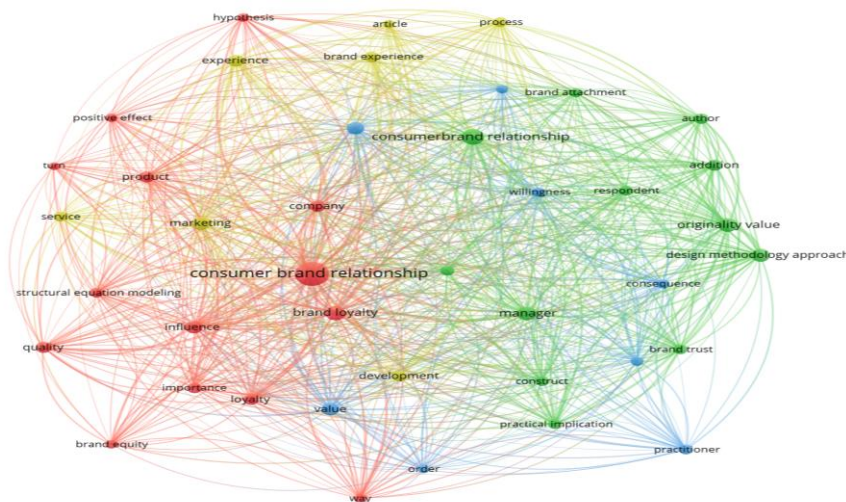 hypothesis
article
process
experience
brand experience
brand attachment
positive effect
author
consumerbrand relationship
turn
addition
product
willingness
respondent
company
service
marketing
originality value
design methodology approach
consumer brand relationship
consequence
structural equation modeling
brand loyalty
manager
influence
quality
brand trust
development
construct
importance
loyalty
value
practical implication
brand equity
practitioner
order
way